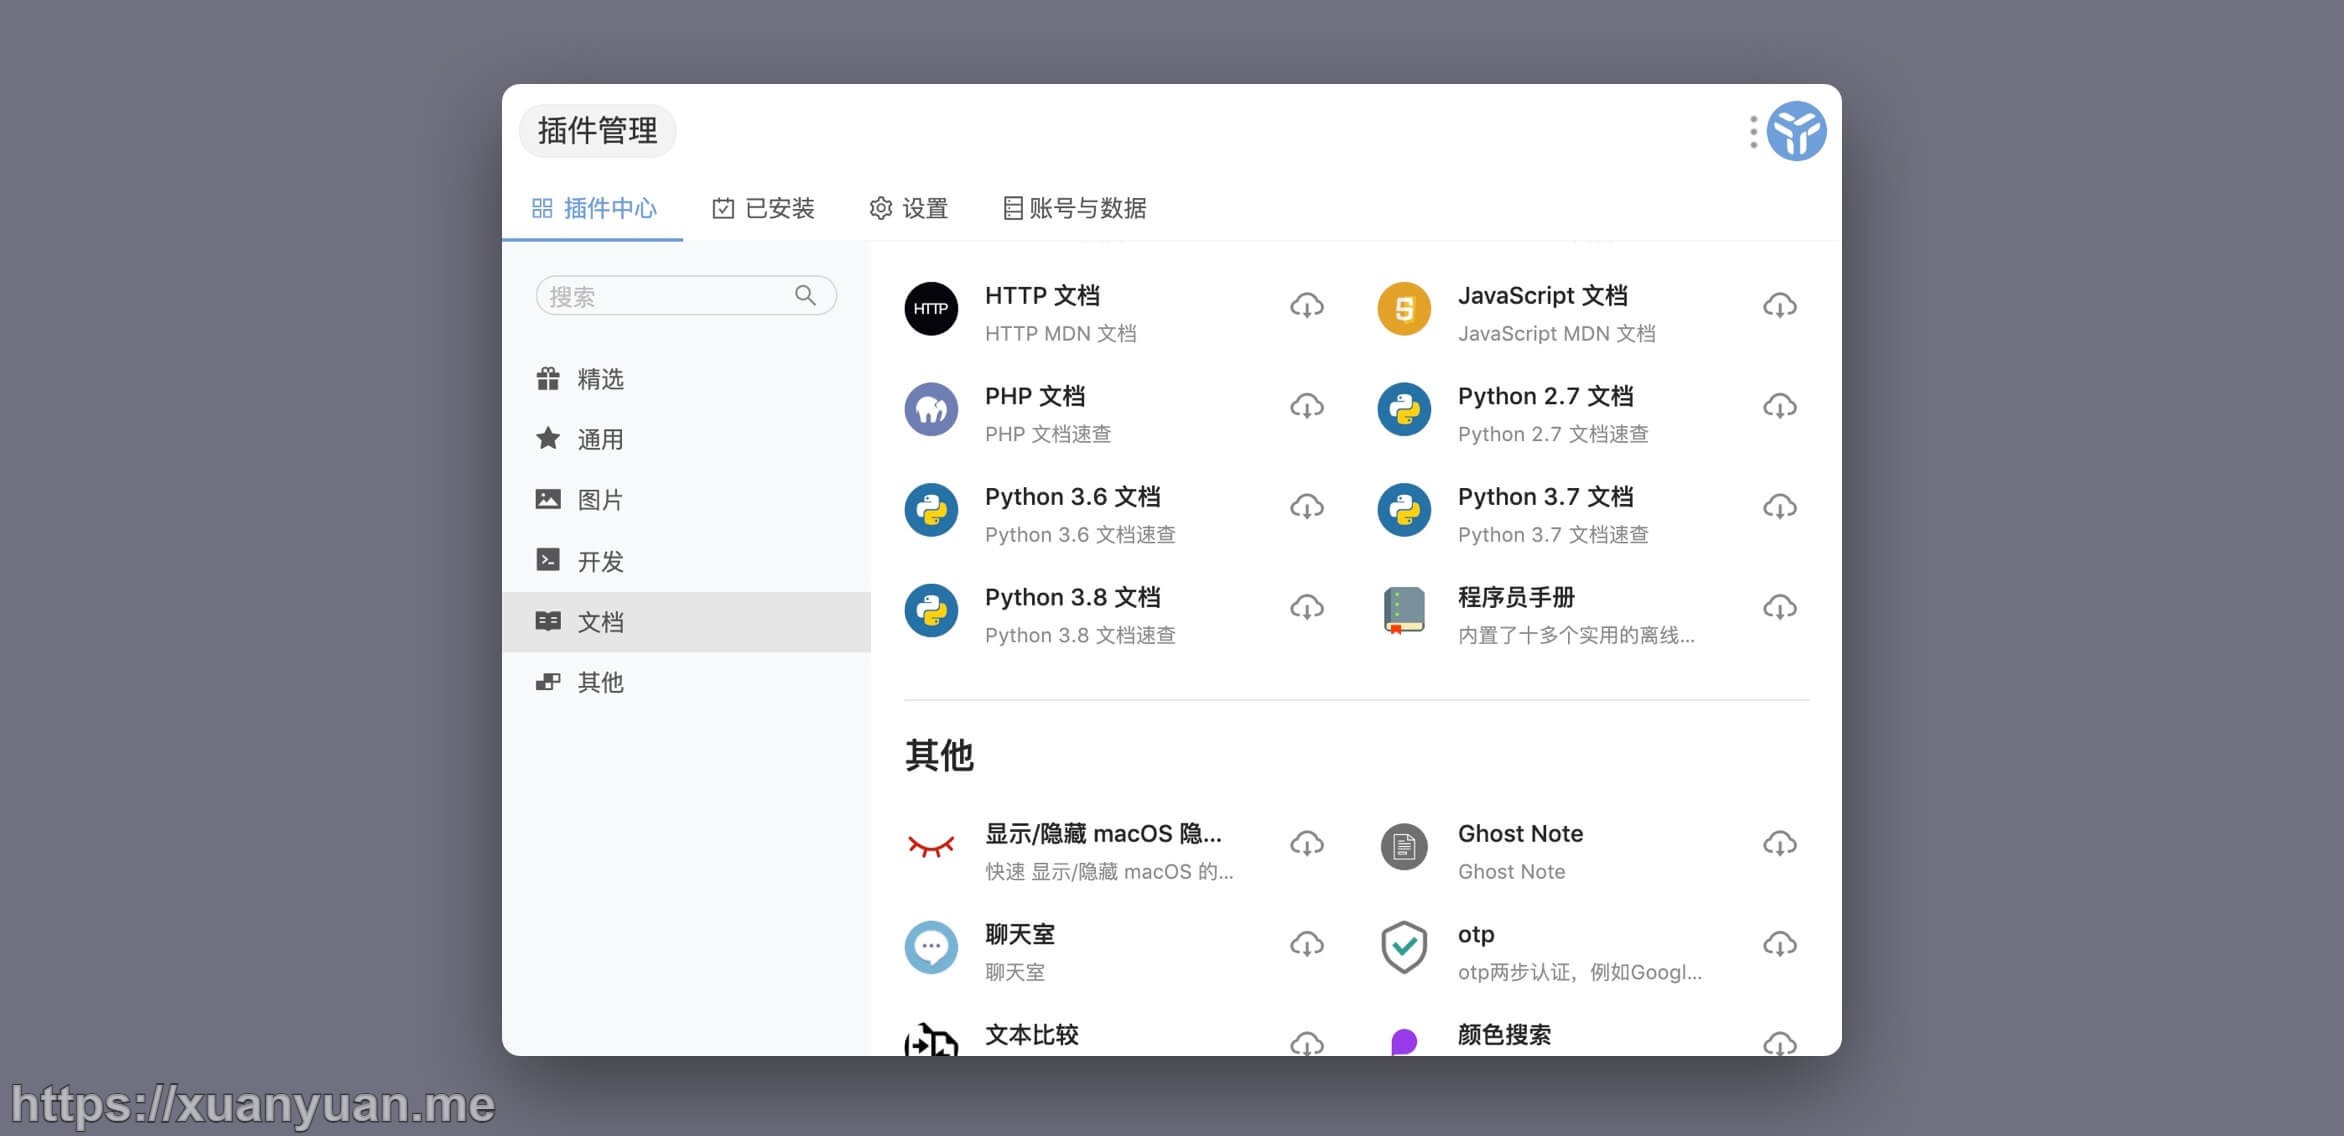 插件管理
插件中心
已安装
设置
账号与数据
搜索
精选
通用
图片
开发
文档
其他
HTTP
HTTP 文档
HTTP MDN 文档
JavaScript 文档
JavaScript MDN 文档
PHP 文档
PHP 文档速查
Python 2.7 文档
Python 2.7 文档速查
Python 3.6 文档
Python 3.6 文档速查
Python 3.7 文档
Python 3.7 文档速查
Python 3.8 文档
Python 3.8 文档速查
程序员手册
内置了十多个实用的离线...
其他
显示/隐藏 macOS 隐...
快速 显示/隐藏 macOS 的...
Ghost Note
Ghost Note
聊天室
聊天室
otp
otp两步认证，例如Googl...
文本比较
颜色搜索
https://xuanyuan.me